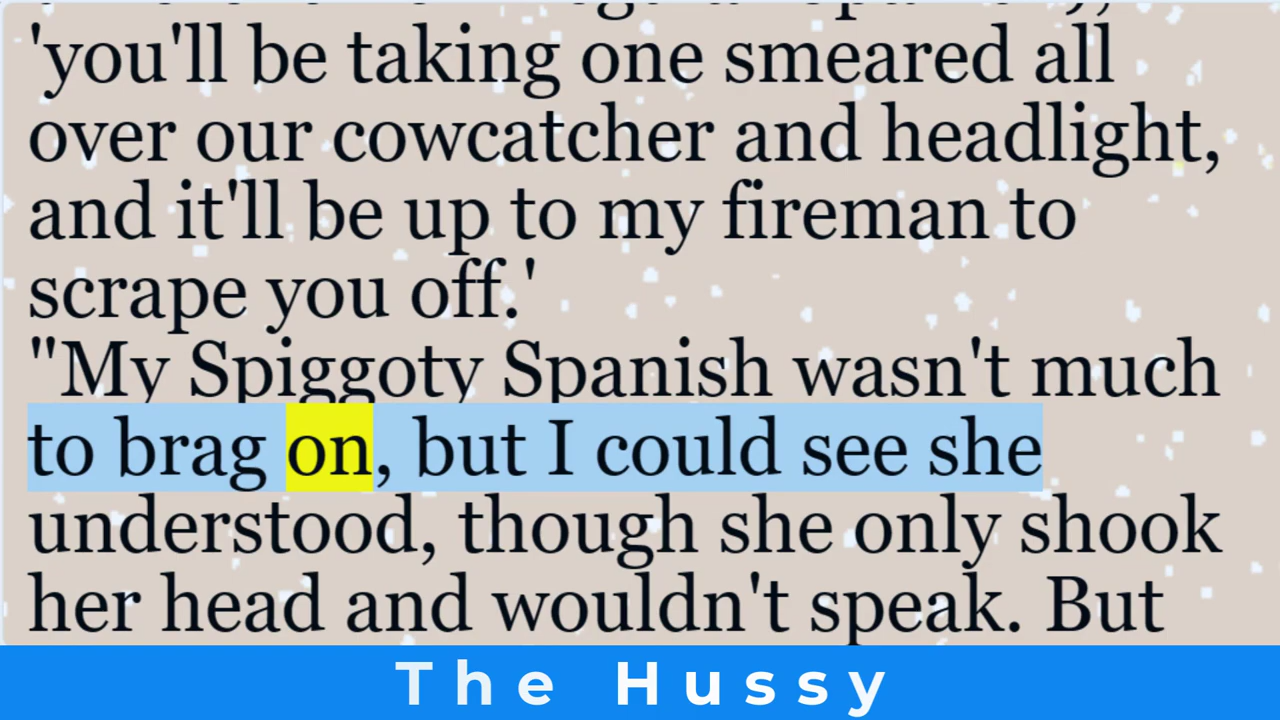 'you'll be taking one smeared all
over our cowcatcher and headlight,
and it'll be up to my fireman to
scrape you off.'
"My Spiggoty Spanish wasn't much
to brag on, but I could see she
understood, though she only shook
her head and wouldn't speak. But
The Hussy